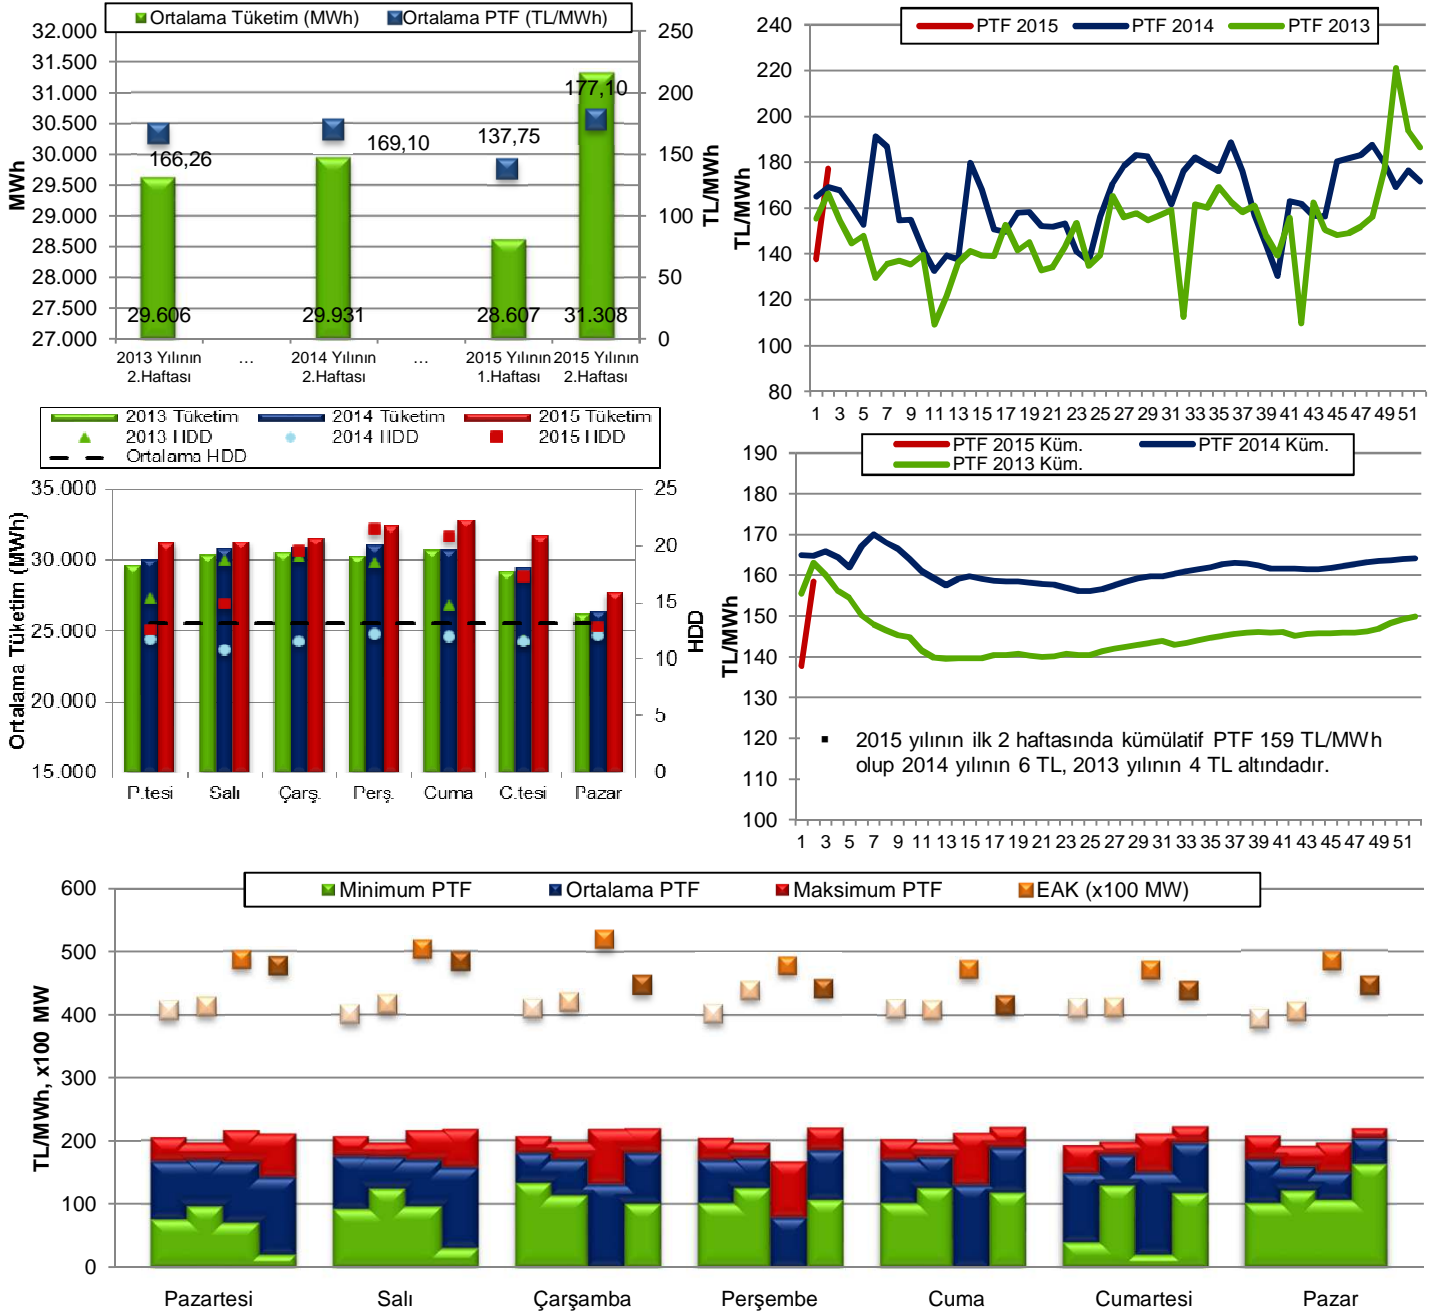 Ortalama Tüketim (MWh) Ortalama PTF (TL/MWh)
32.000
31.500
31.000
30.500
30.000
29.500
29.000
28.500
28.000
27.500
27.000
MWh
250
200
150
100
50
0
TL/MWh
166,26
169,10
137,75
177,10
29.606
29.931
28.607
31.308
2013 Yılının
2.Haftası
...
2014 Yılının
2.Haftası
...
2015 Yılının
1.Haftası
2015 Yılının
2.Haftası
PTF 2015 PTF 2014 PTF 2013
240
220
200
180
160
140
120
100
80
TL/MWh
1 3 5 7 9 11 13 15 17 19 21 23 25 27 29 31 33 35 37 39 41 43 45 47 49 51
2013 Tüketim 2014 Tüketim 2015 Tüketim
2013 HDD 2014 HDD 2015 HDD
Ortalama HDD
35.000
30.000
25.000
20.000
15.000
Ortalama Tüketim (MWh)
25
20
15
10
5
0
HDD
P.tesi Salı Çarş. Perş. Cuma C.tesi Pazar
PTF 2015 Küm. PTF 2014 Küm.
PTF 2013 Küm.
190
180
170
160
150
140
130
120
110
100
TL/MWh
▪ 2015 yılının ilk 2 haftasında kümülatif PTF 159 TL/MWh
olup 2014 yılının 6 TL, 2013 yılının 4 TL altındadır.
1 3 5 7 9 11 13 15 17 19 21 23 25 27 29 31 33 35 37 39 41 43 45 47 49 51
Minimum PTF Ortalama PTF Maksimum PTF EAK (x100 MW)
600
500
400
300
200
100
0
TL/MWh, x100 MW
Pazartesi Salı Çarşamba Perşembe Cuma Cumartesi Pazar